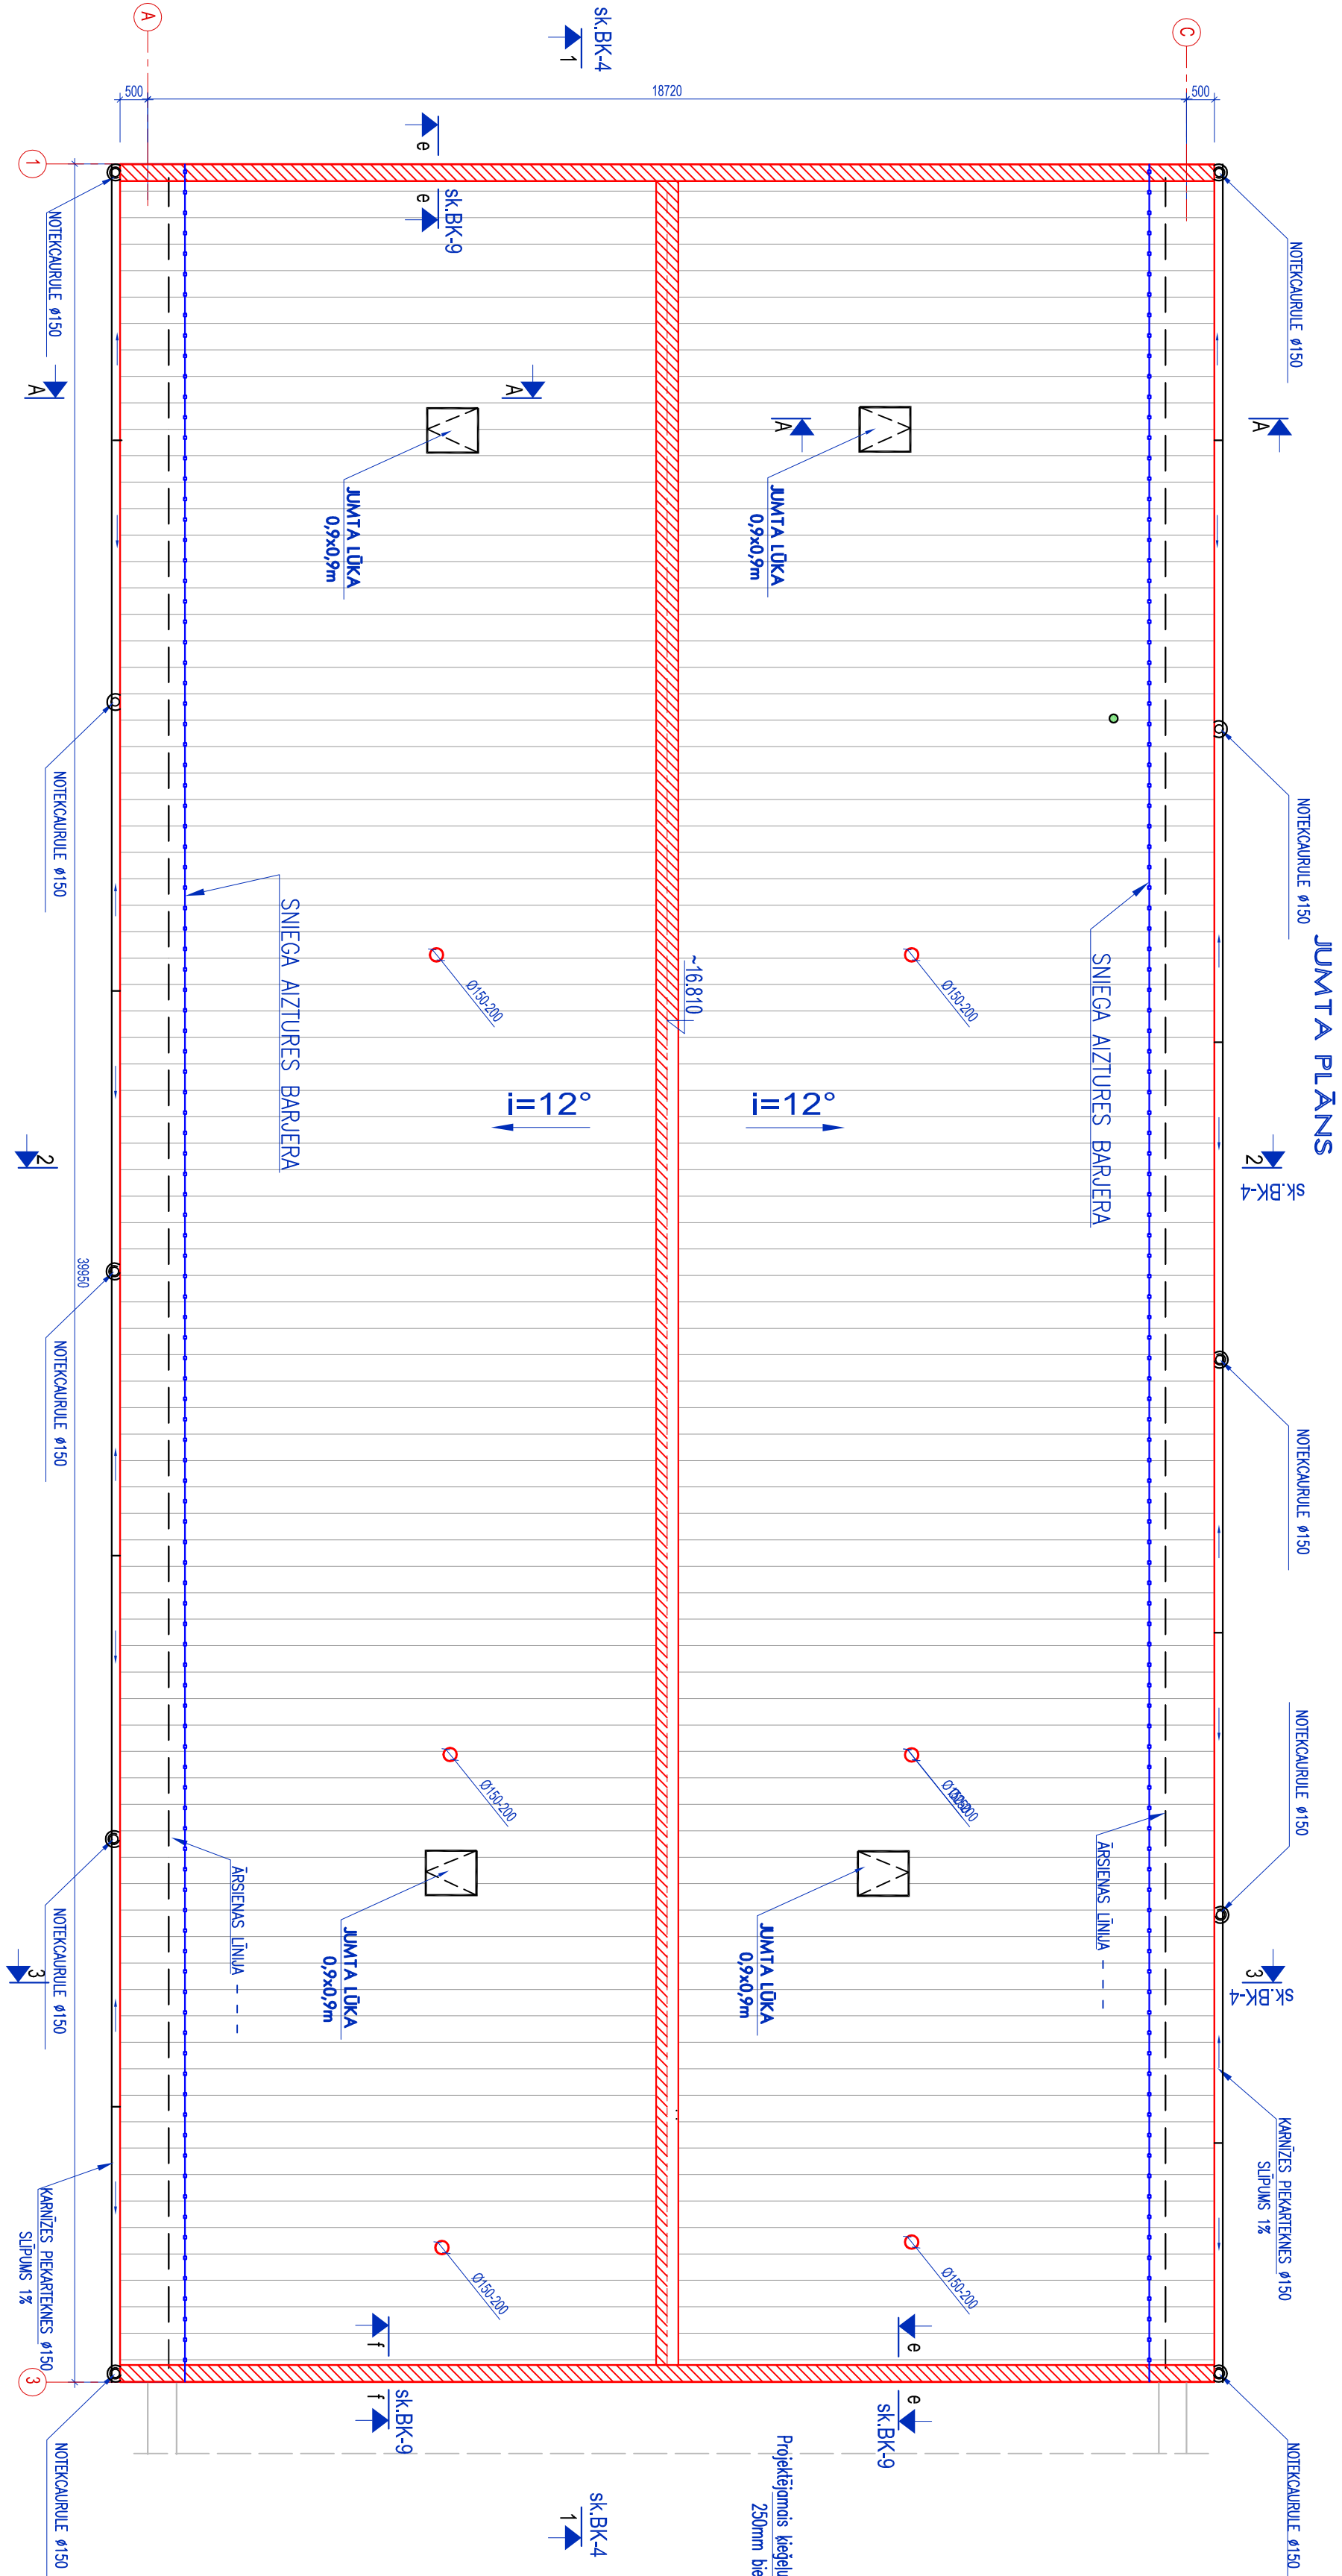 JUMTA PLĀNS
NOTEKCAURULE ø150
NOTEKCAURULE ø150
NOTEKCAURULE ø150
NOTEKCAURULE ø150
NOTEKCAURULE ø150
KARNĪZES PIEKARTEKNES ø150
SLĪPUMS 1%
A
2
sk.BK-4
3
sk.BK-4
C
500
18720
500
A
SNIEGA AIZTURES BARJERA
ĀRSIENAS LĪNIJA
Ø150-200
Ø150-200
JUMTA LŪKA
0,9x0,9m
A
JUMTA LŪKA
0,9x0,9m
i=12°
~16.810
e
e
sk.BK-9
Projektējamais
250mm
sk.BK-4
1
sk.BK-4
1
i=12°
A
e
e
sk.BK-9
Ø150-200
Ø150-200
Ø150-200
JUMTA LŪKA
0,9x0,9m
JUMTA LŪKA
0,9x0,9m
f
f
sk.BK-9
SNIEGA AIZTURES BARJERA
ĀRSIENAS LĪNIJA
39950
1
3
NOTEKCAURULE ø150
NOTEKCAURULE ø150
NOTEKCAURULE ø150
NOTEKCAURULE ø150
NOTEKCAURULE ø150
KARNĪZES PIEKARTEKNES ø150
SLĪPUMS 1%
A
2
3